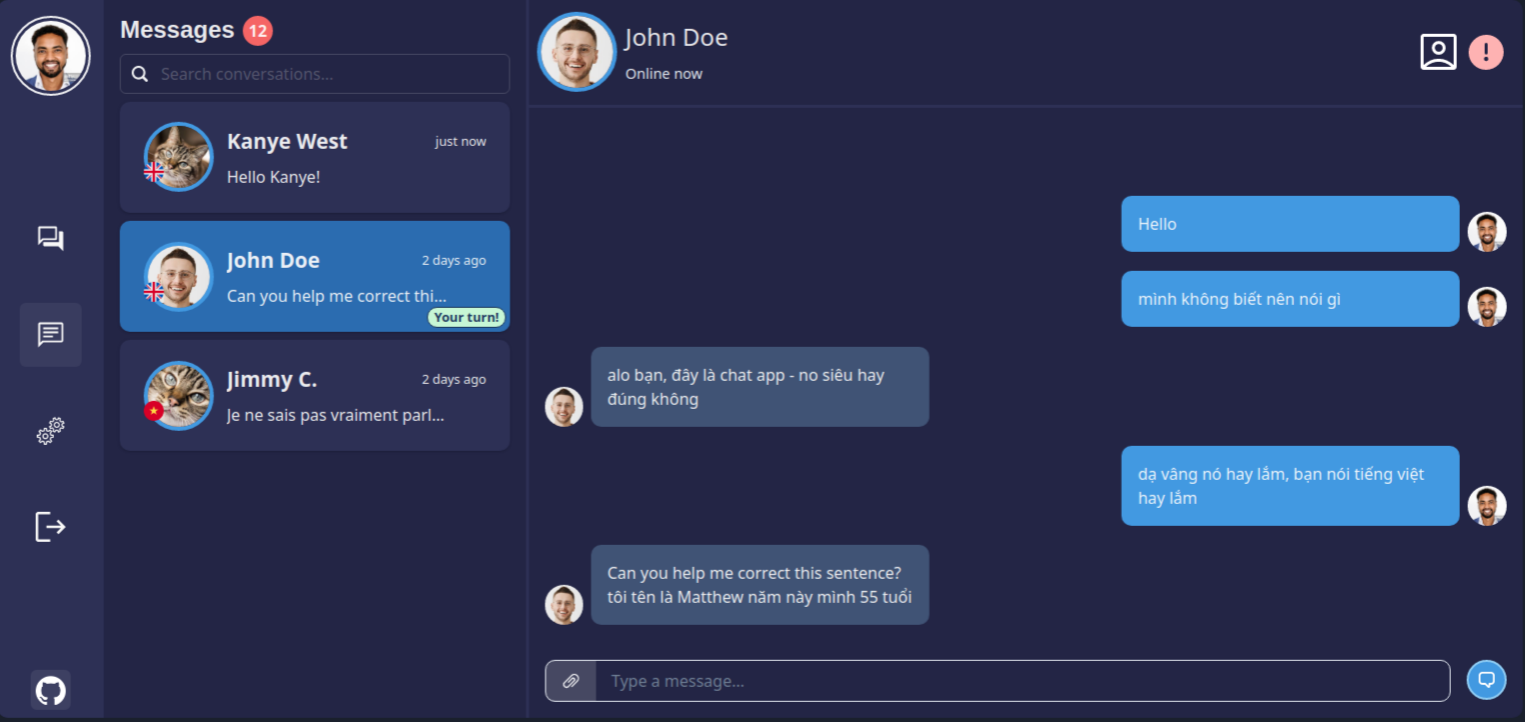 Messages 12
Search conversations...
Kanye West just now
Hello Kanye!
John Doe 2 days ago
Can you help me correct thi...
Your turn!
Jimmy C. 2 days ago
Je ne sais pas vraiment parl...
John Doe
Online now
!
Hello
mình không biết nên nói gì
alo bạn, đây là chat app - no siêu hay
đúng không
dạ vâng nó hay lắm, bạn nói tiếng việt
hay lắm
Can you help me correct this sentence?
tôi tên là Matthew năm này mình 55 tuổi
Type a message...